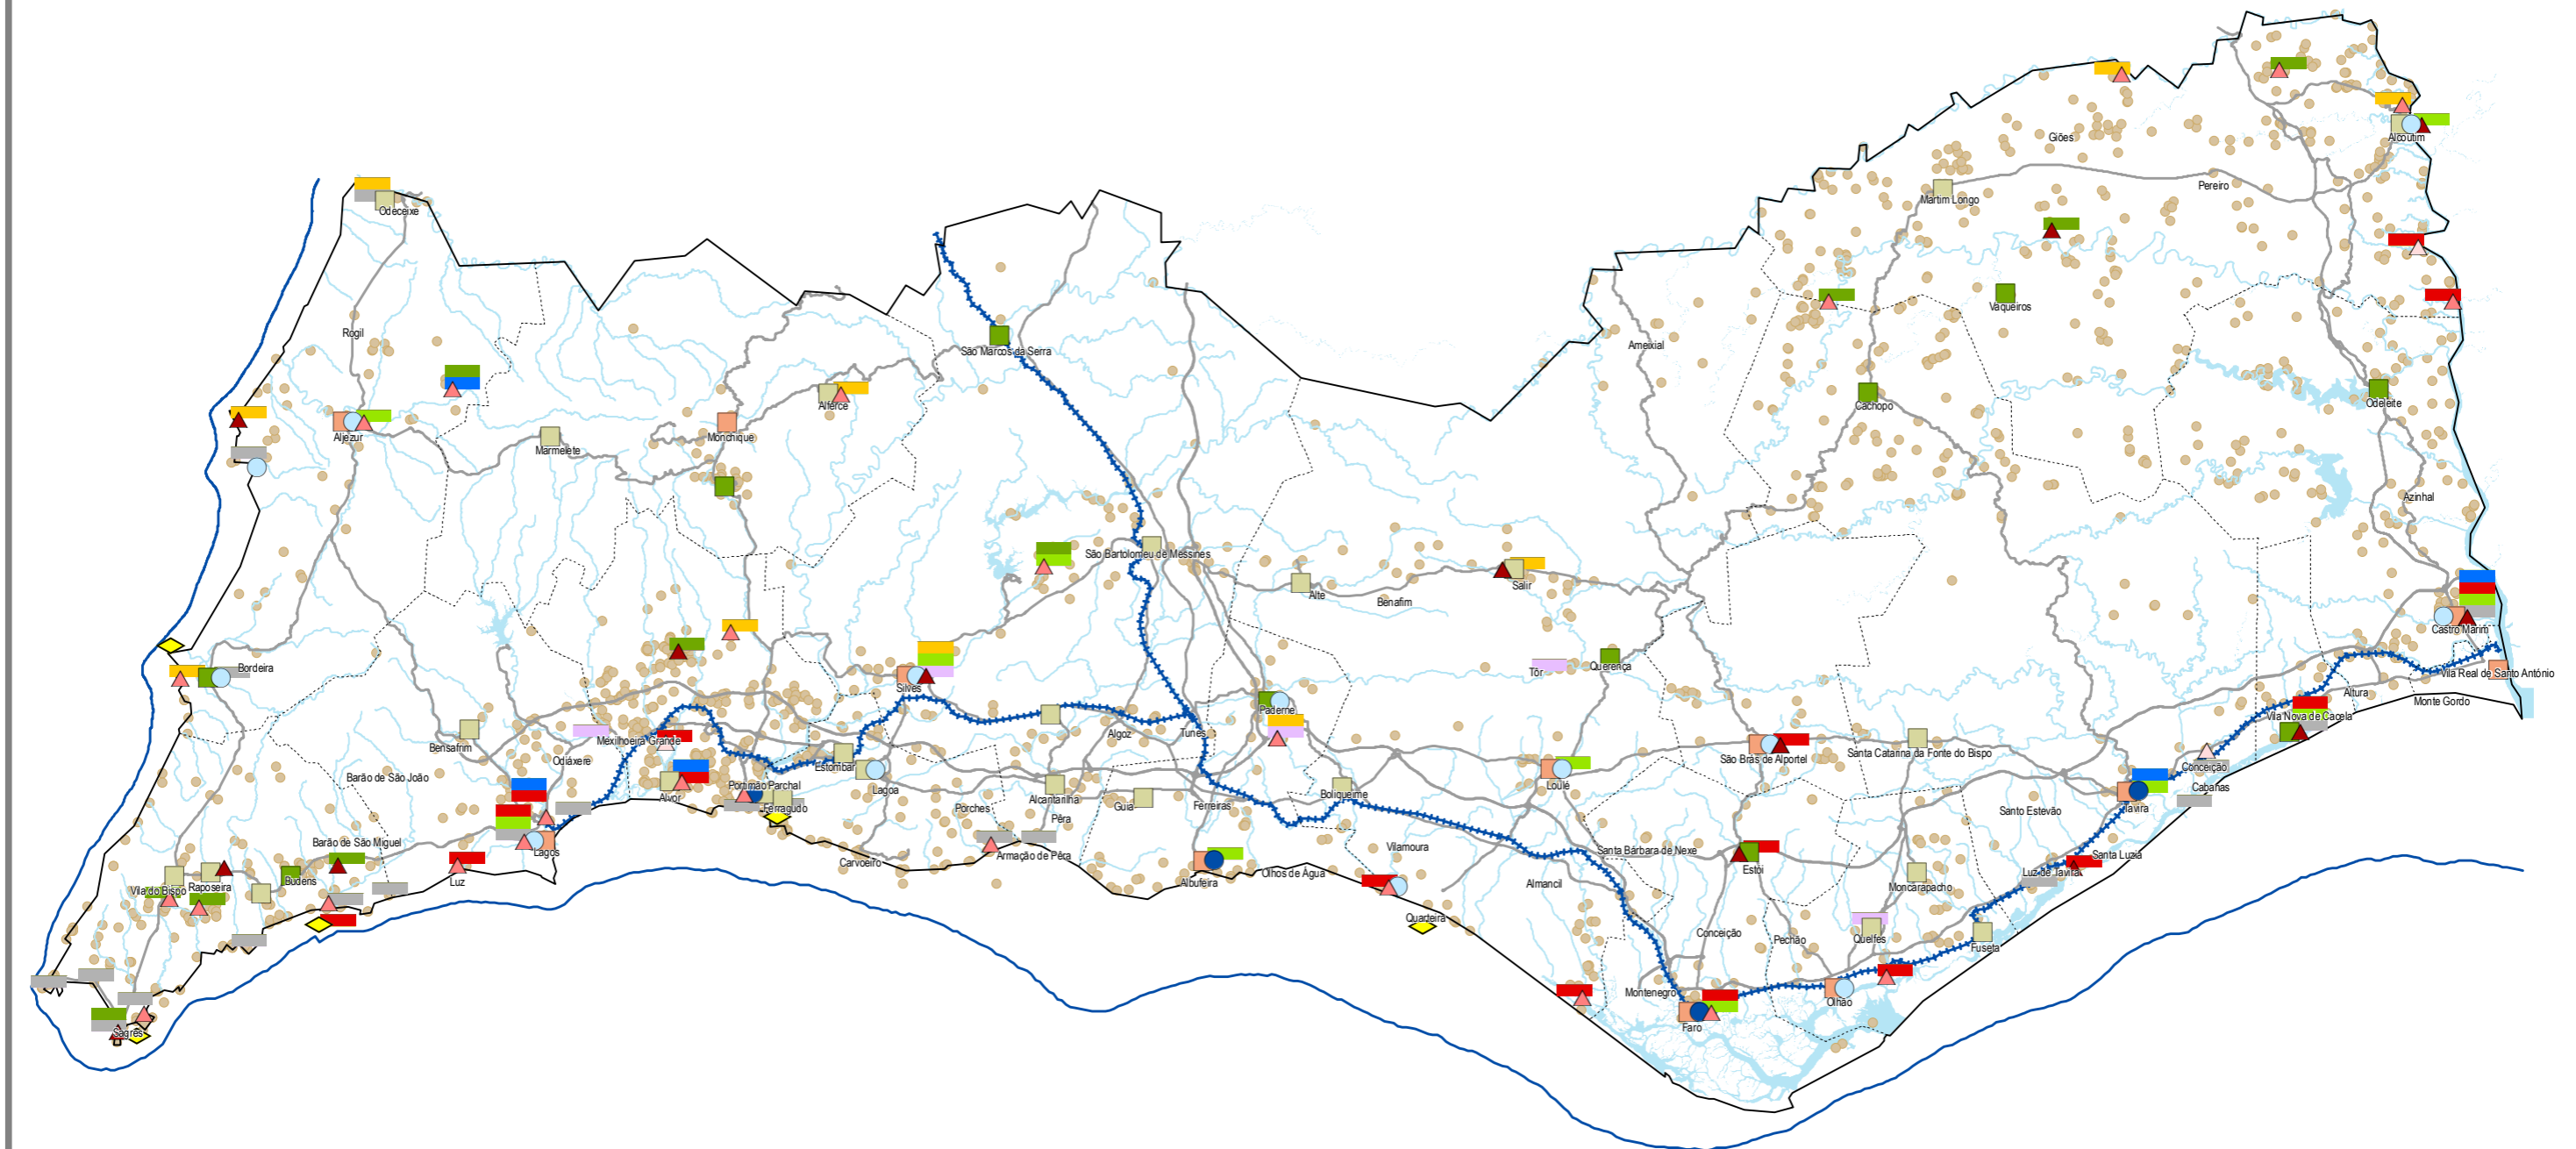 Alcoutim
Giões
Pereiro
Martim Longo
Odeceixe
Vaqueiros
Rogil
Ameixial
São Marcos da Serra
Odeleite
Cachopo
Alferce
Aljezur
Monchique
Marmelete
Azinhal
São Bartolomeu de Messines
Salir
Alte
Benafim
Castro Marim
Querença
Bordeira
Tôr
Vila Real de Santo António
Silves
Altura
Monte Gordo
Paderne
Vila Nova de Cacela
Algoz
Tunes
Mexilhoeira Grande
Bensafrim
Santa Catarina da Fonte do Bispo
São Brás de Alportel
Odiáxere
Estombar
Conceição
Barão de São João
Portimão
Parchal
Loulé
Cabanas
Lagoa
Boliqueime
Alvor
Alcantarilha
Guia
Ferreiras
Ferragudo
Porches
Tavira
Santo Estevão
Pêra
Barão de São Miguel
Vilamoura
Santa Bárbara de Nexe
Lagos
Armação de Pêra
Santa Luzia
Carvoeiro
Estói
Luz de Tavira
Olhos de Água
Luz
Budens
Albufeira
Almancil
Raposeira
Vila do Bispo
Moncarapacho
Quarteira
Conceição
Pechão
Quelfes
Fuseta
Montenegro
Olhão
Faro
Sagres